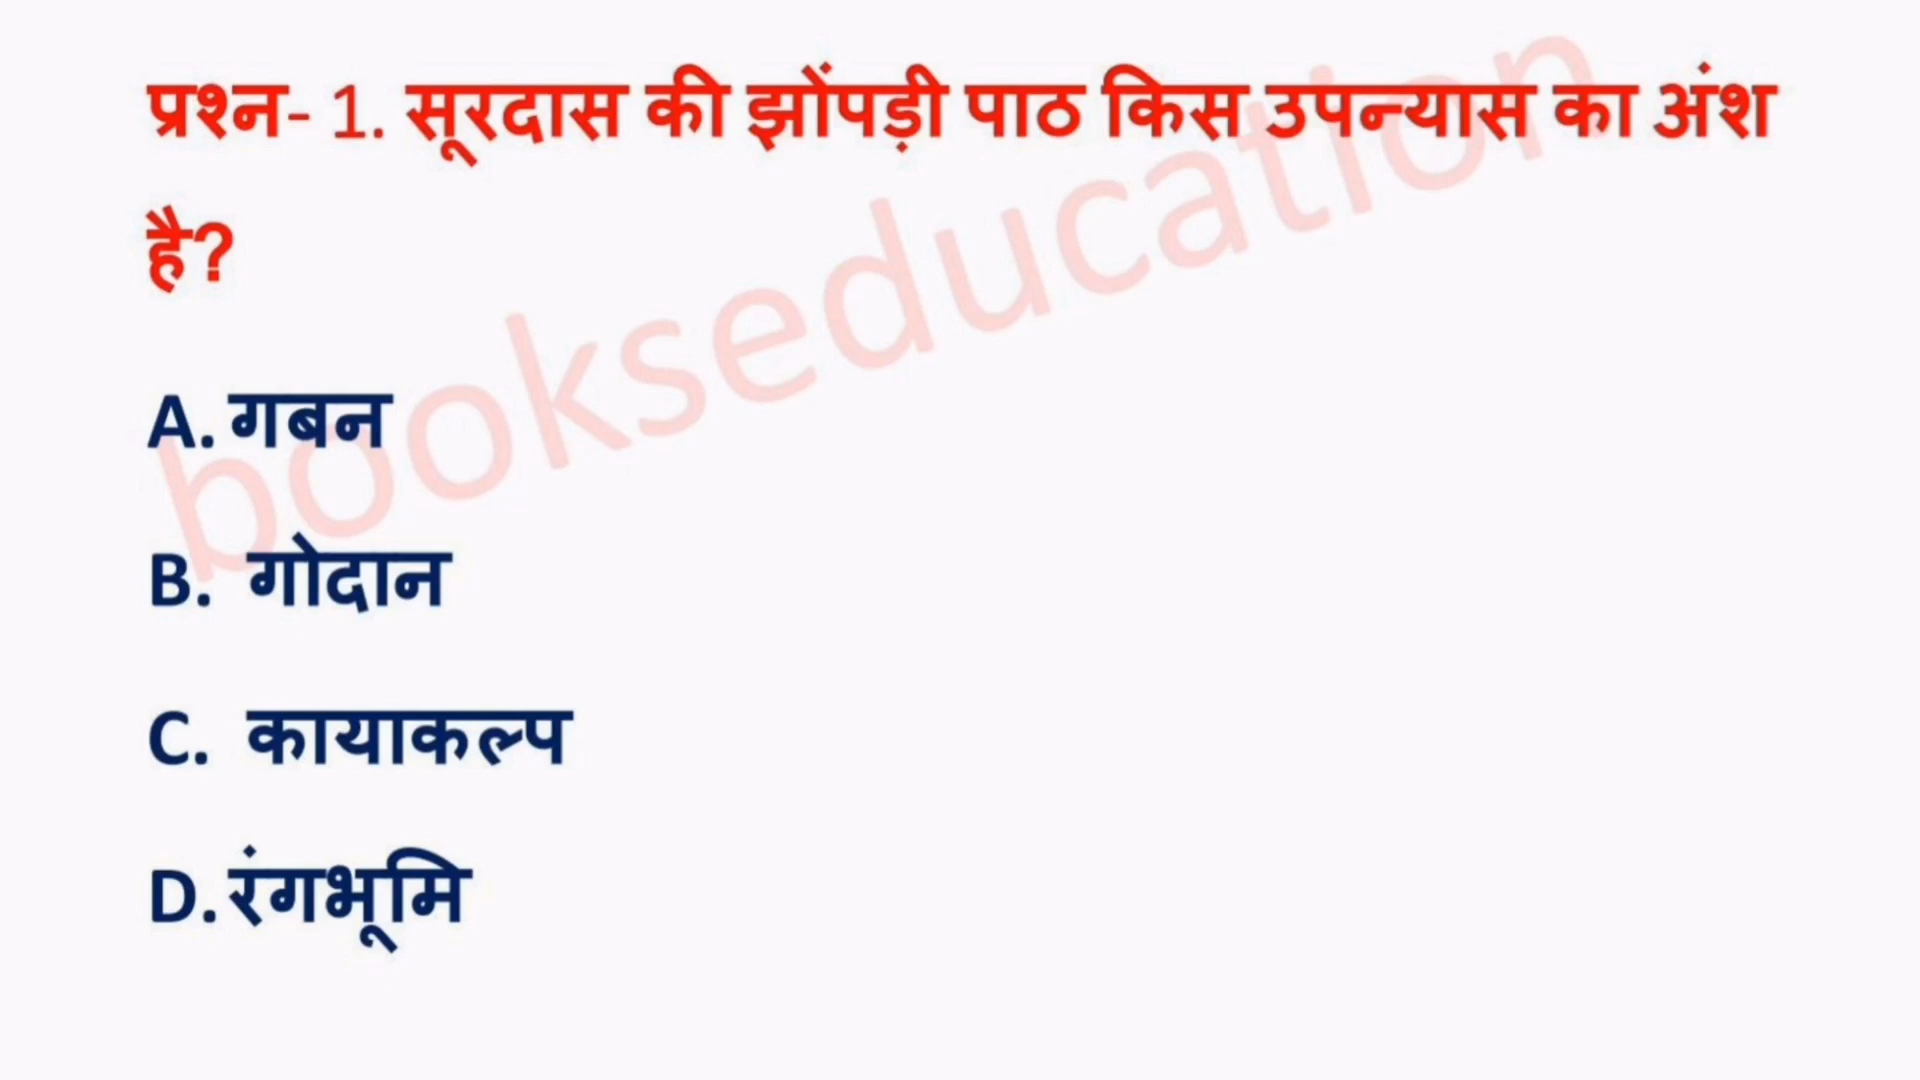 प्रश्न- 1. सूरदास की झोंपड़ी पाठ किस उपन्यास का अंश
है?
A. गबन
B. गोदान
C. कायाकल्प
D. रंगभूमि
bookseducation